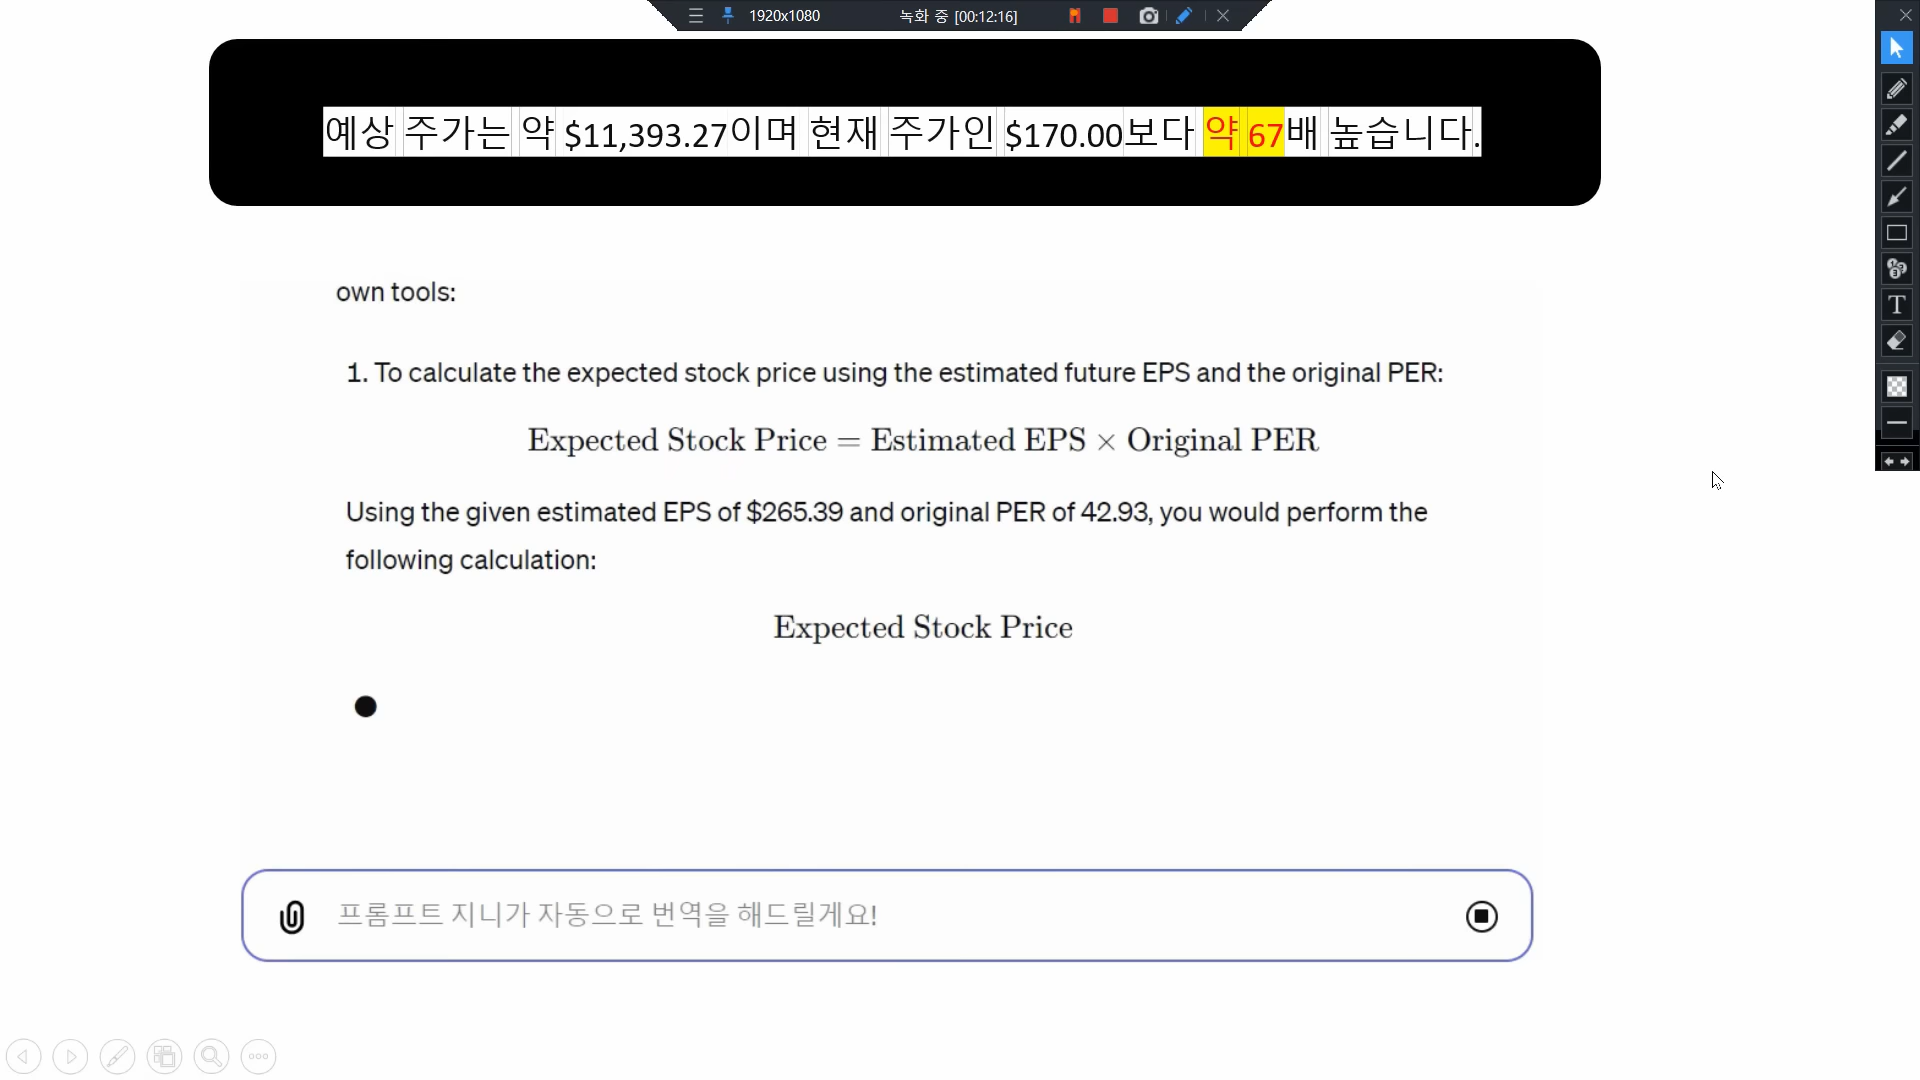 1920x1080
녹화 중 [00:12:16]
예상 주가는 약 $11,393.27이며 현재 주가인 $170.00보다 약 67배 높습니다.
own tools:
1. To calculate the expected stock price using the estimated future EPS and the original PER:
Expected Stock Price = Estimated EPS × Original PER
Using the given estimated EPS of $265.39 and original PER of 42.93, you would perform the
following calculation:
Expected Stock Price
프롬프트 지니가 자동으로 번역을 해드릴게요!